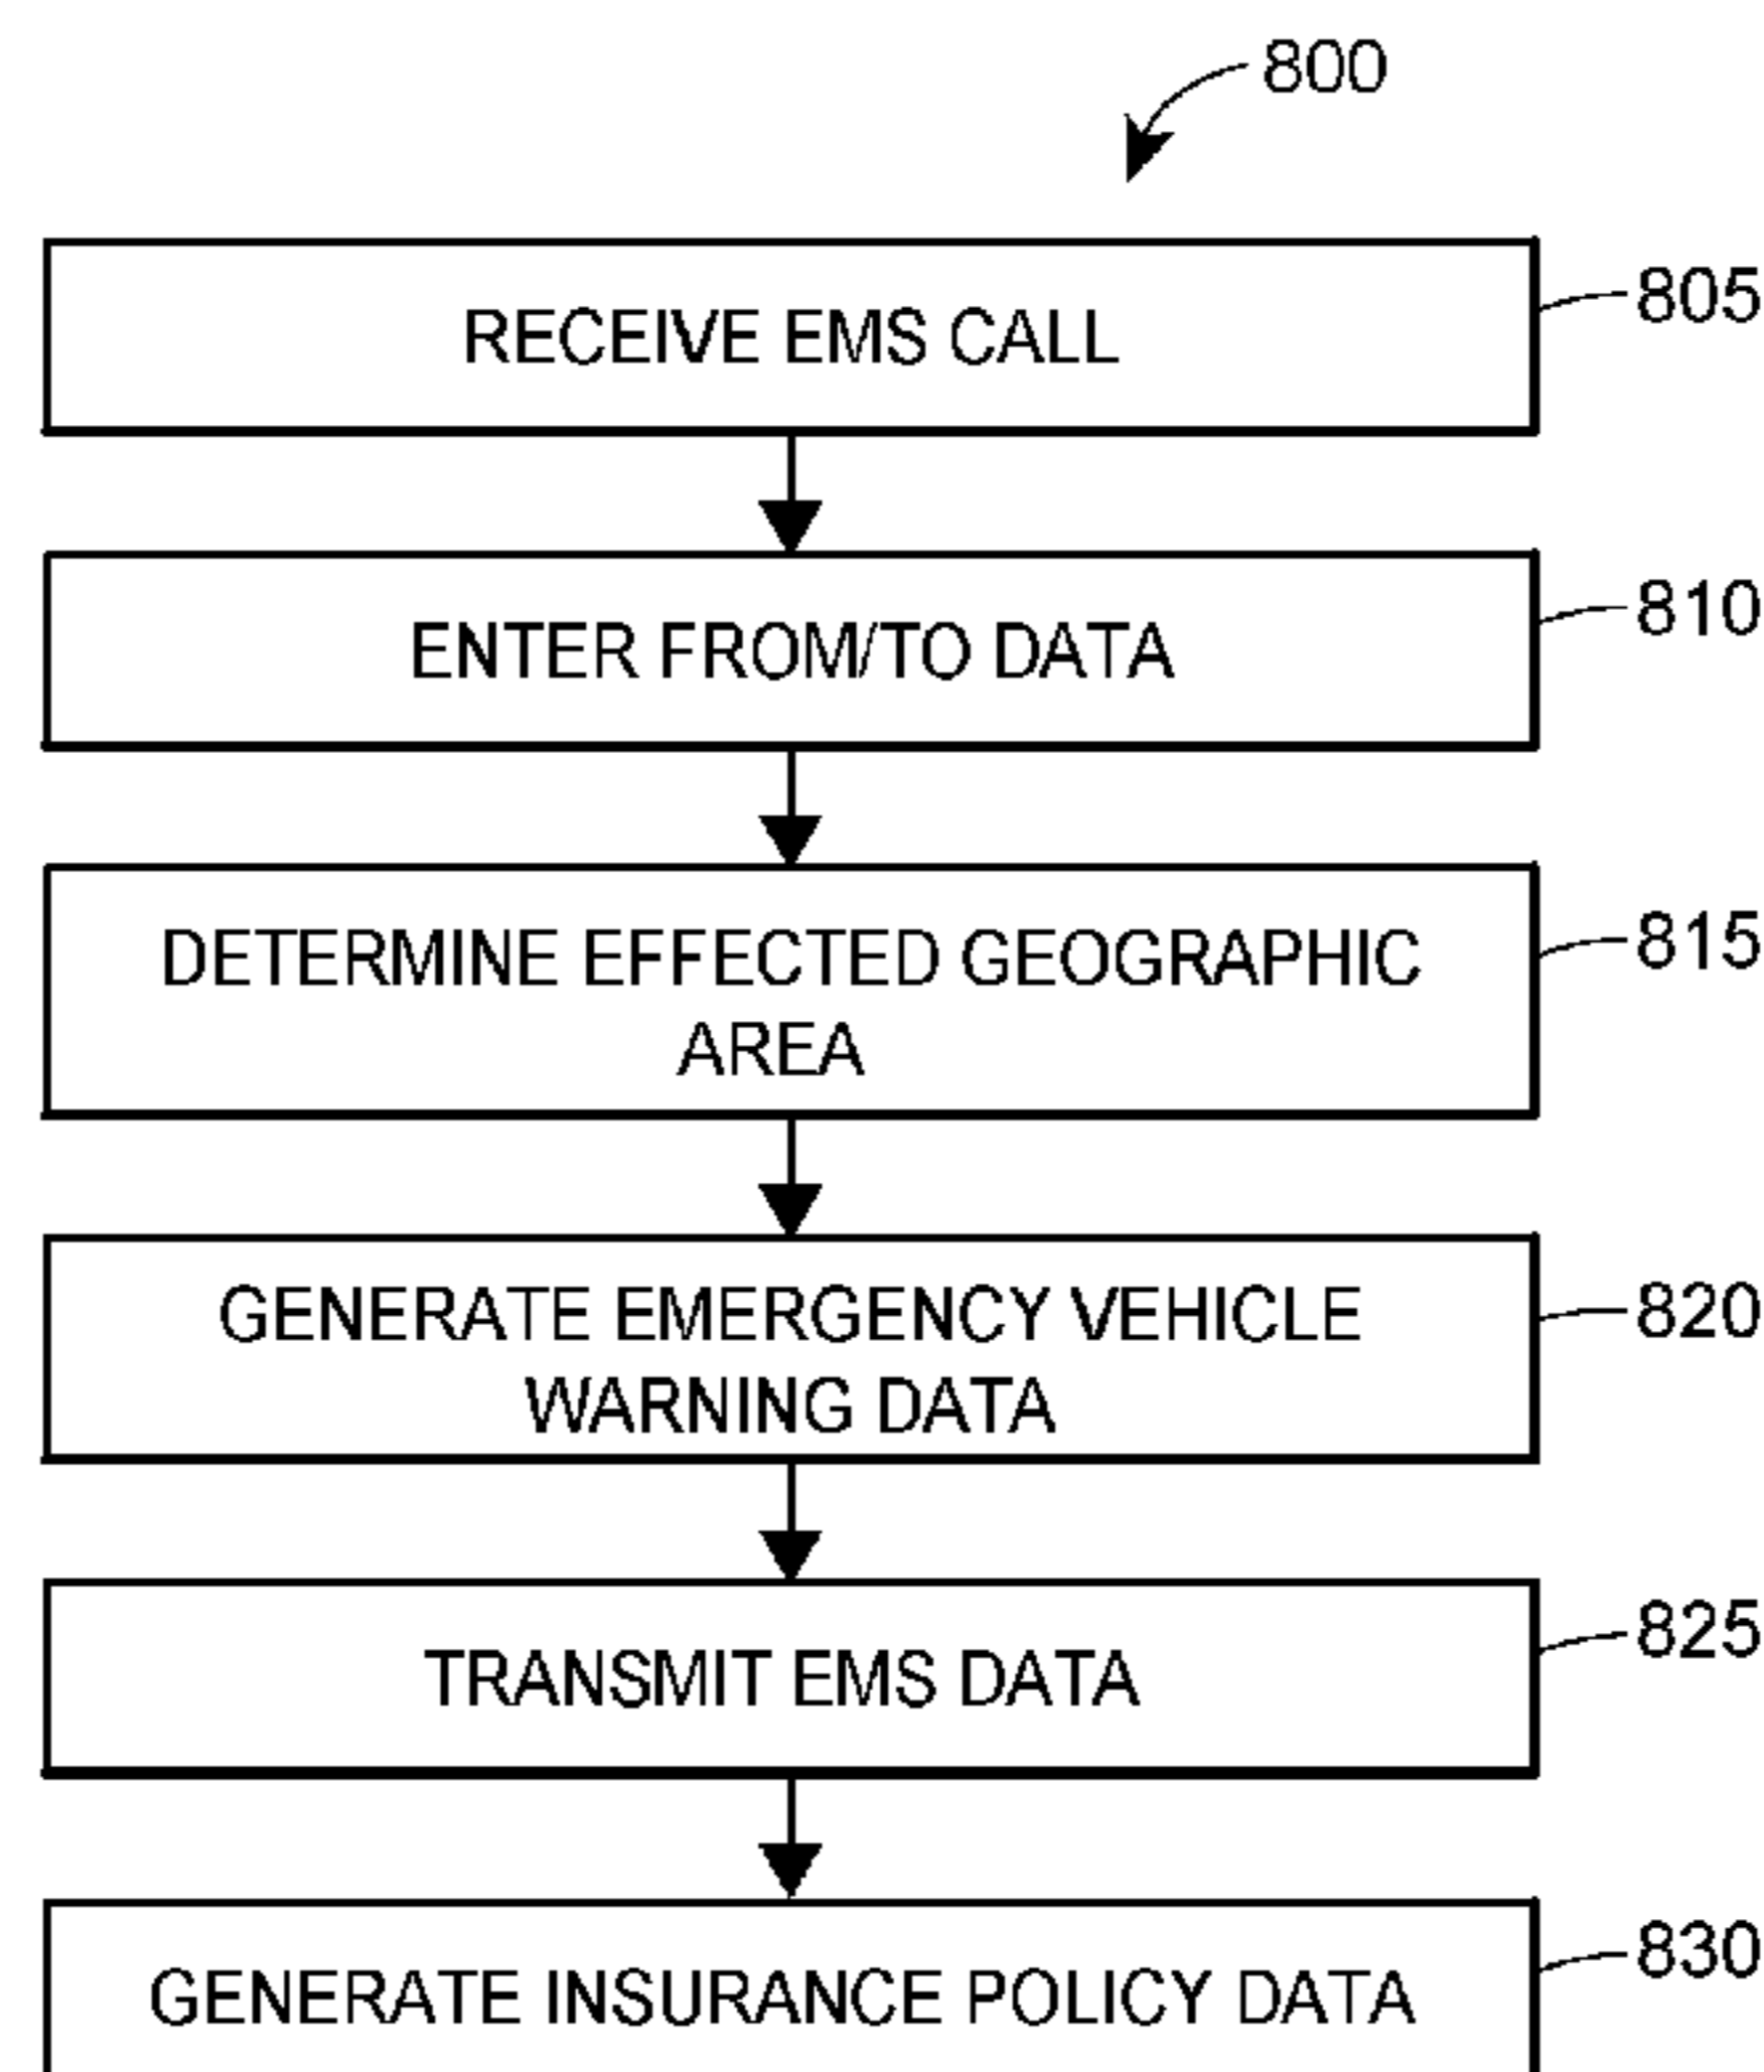 800
RECEIVE EMS CALL
805
ENTER FROM/TO DATA
810
DETERMINE EFFECTED GEOGRAPHIC
AREA
815
GENERATE EMERGENCY VEHICLE
WARNING DATA
820
TRANSMIT EMS DATA
825
GENERATE INSURANCE POLICY DATA
830